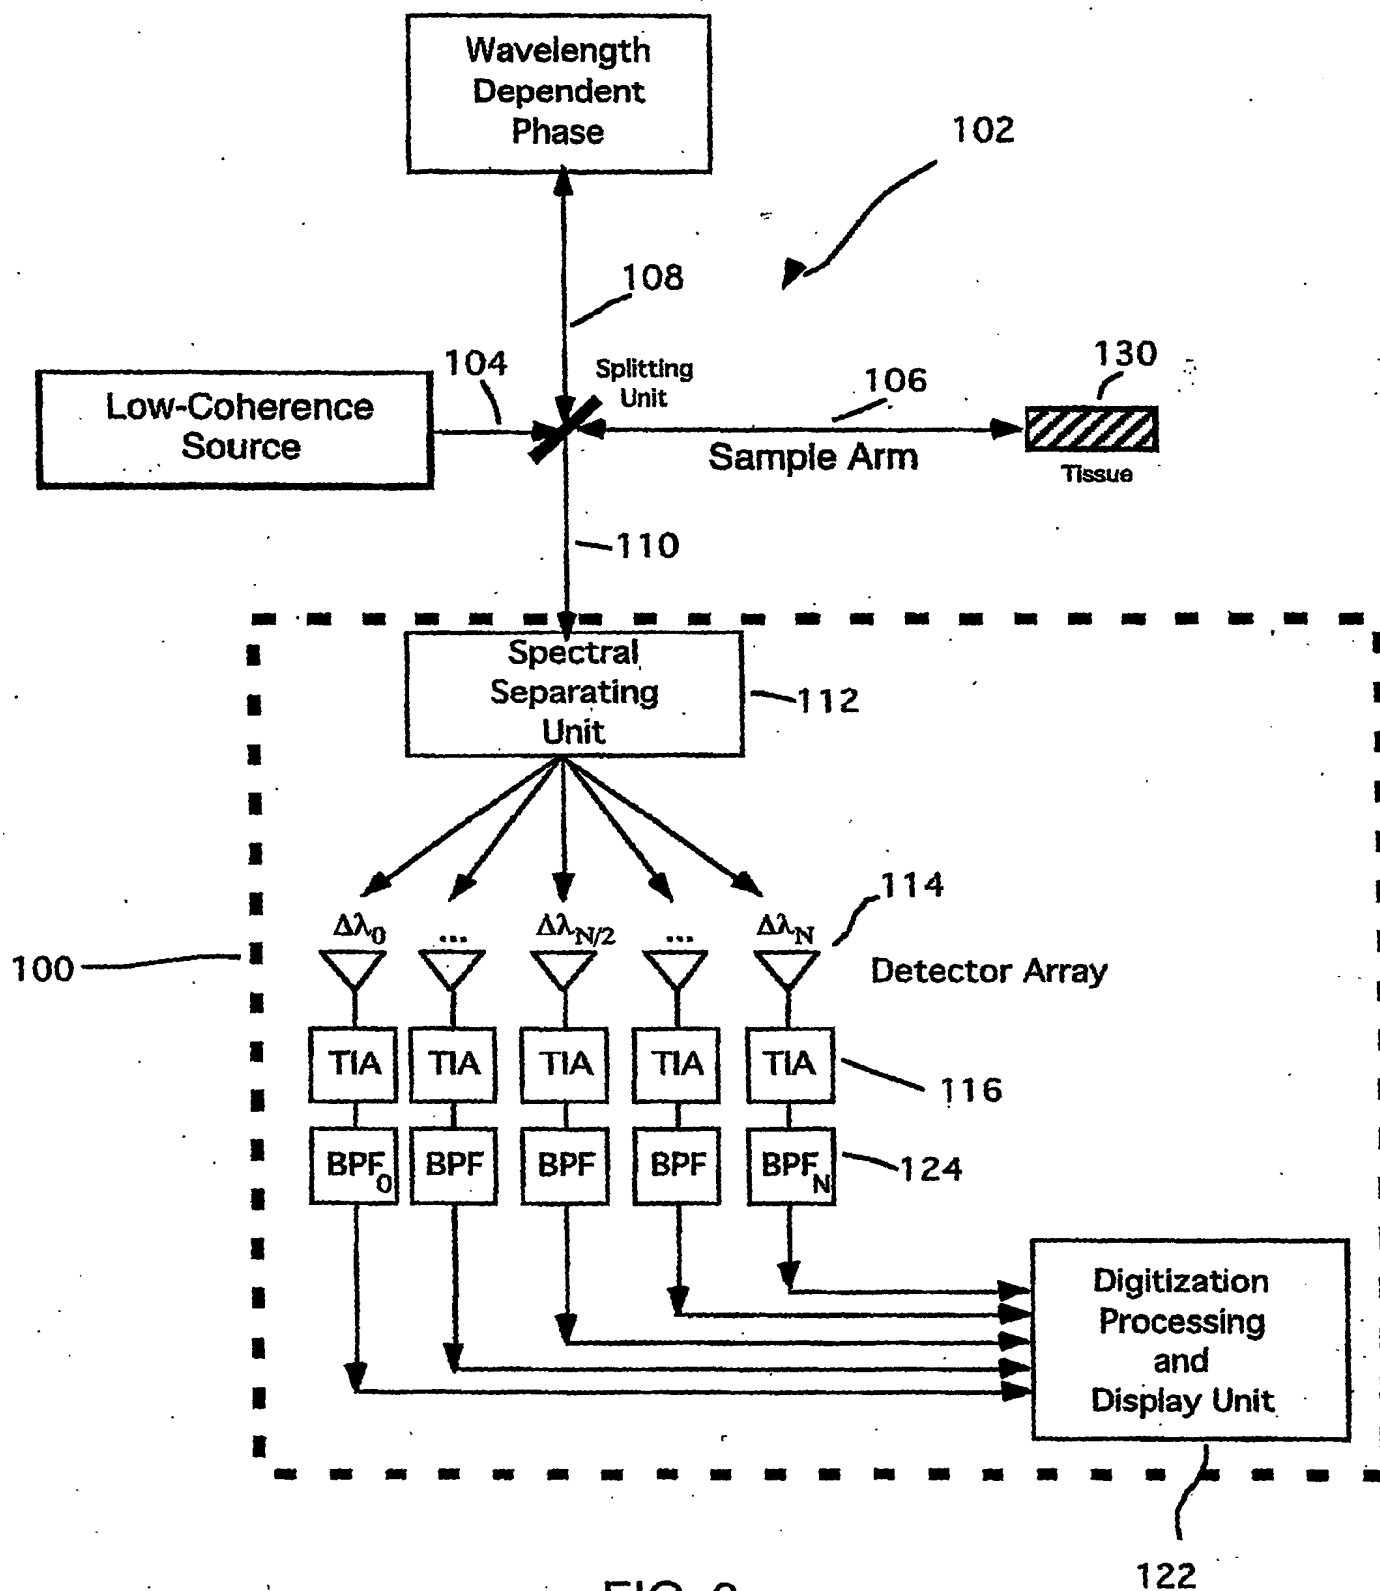 Wavelength
Dependent
Phase
102
108
104
Splitting
Unit
106
130
Low-Coherence
Source
Sample Arm
Tissue
110
Spectral
Separating
Unit
112
114
Δλ0 ... ΔλN/2 ... ΔλN
100
Detector Array
TIA TIA TIA TIA TIA
116
BPF0 BPF BPF BPF BPFN
124
Digitization
Processing
and
Display Unit
122